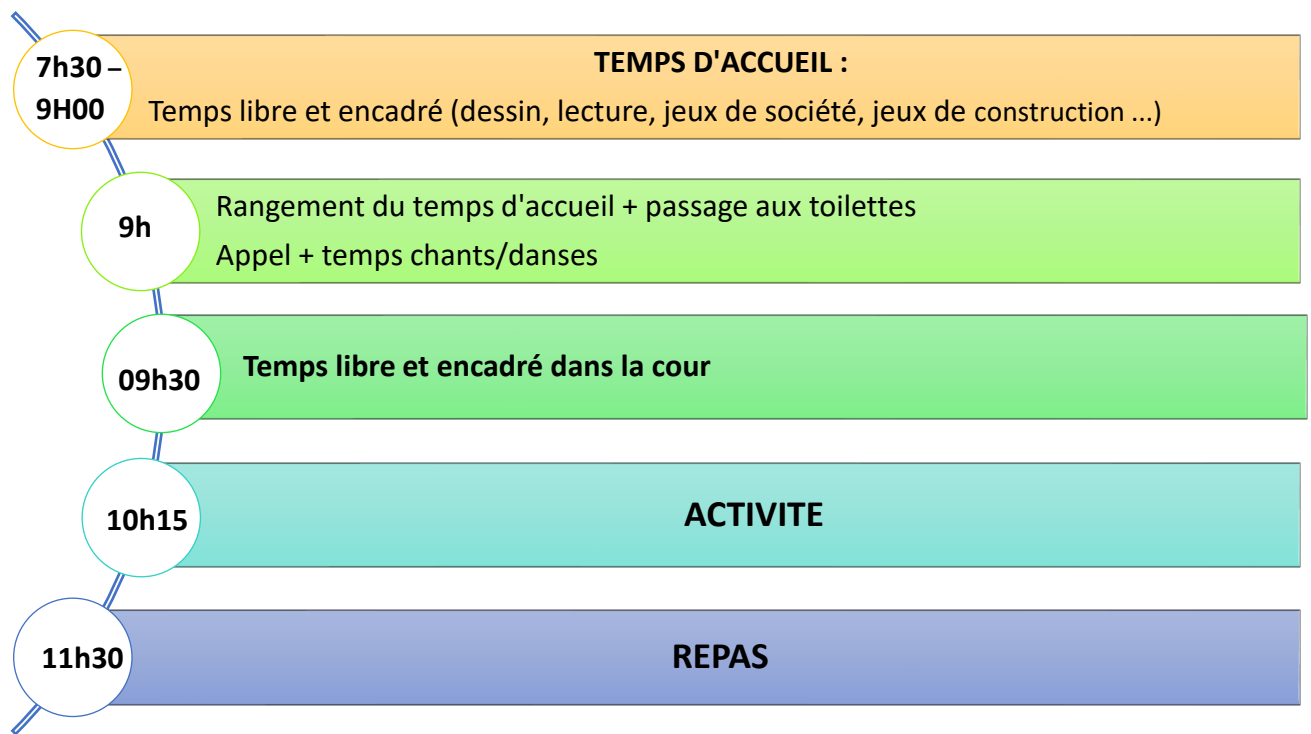 7h30 –
9H00
TEMPS D'ACCUEIL :
Temps libre et encadré (dessin, lecture, jeux de société, jeux de construction ...)
9h
Rangement du temps d'accueil + passage aux toilettes
Appel + temps chants/danses
09h30
Temps libre et encadré dans la cour
10h15
ACTIVITE
11h30
REPAS